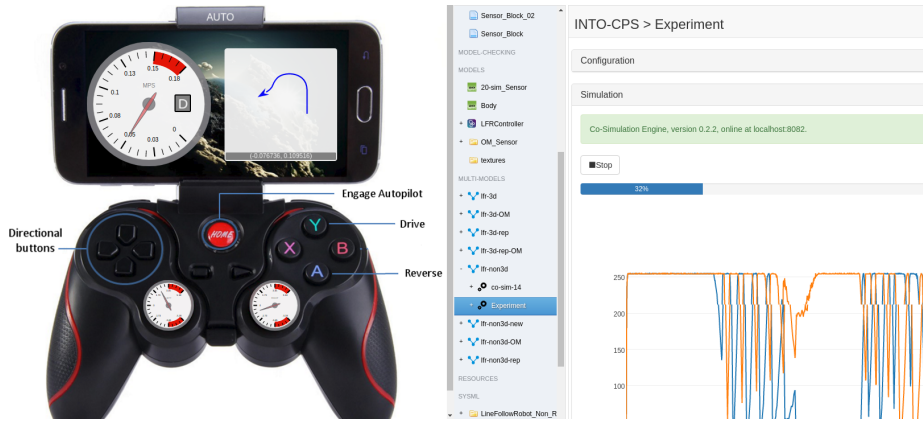 AUTO
0.15
0.13
0.18
MPS
0.1
D
0.08
0
0.05
0.03
(-0.076736, 0.109516)
Engage Autopilot
HOME
Y
Drive
Directional
buttons
X
B
A
Reverse
Sensor_Block_02
Sensor_Block
MODEL-CHECKING
MODELS
20-sim_Sensor
Body
+ LFRController
+ OM_Sensor
textures
MULTI-MODELS
+ lfr-3d
+ lfr-3d-OM
+ lfr-3d-rep
+ lfr-3d-rep-OM
- lfr-non3d
+ co-sim-14
+ Experiment
+ lfr-non3d-new
+ lfr-non3d-OM
+ lfr-non3d-rep
RESOURCES
SYSML
+ LineFollowRobot_Non_R
INTO-CPS > Experiment
Configuration
Simulation
Co-Simulation Engine, version 0.2.2, online at localhost:8082.
Stop
32%
250
200
150
100